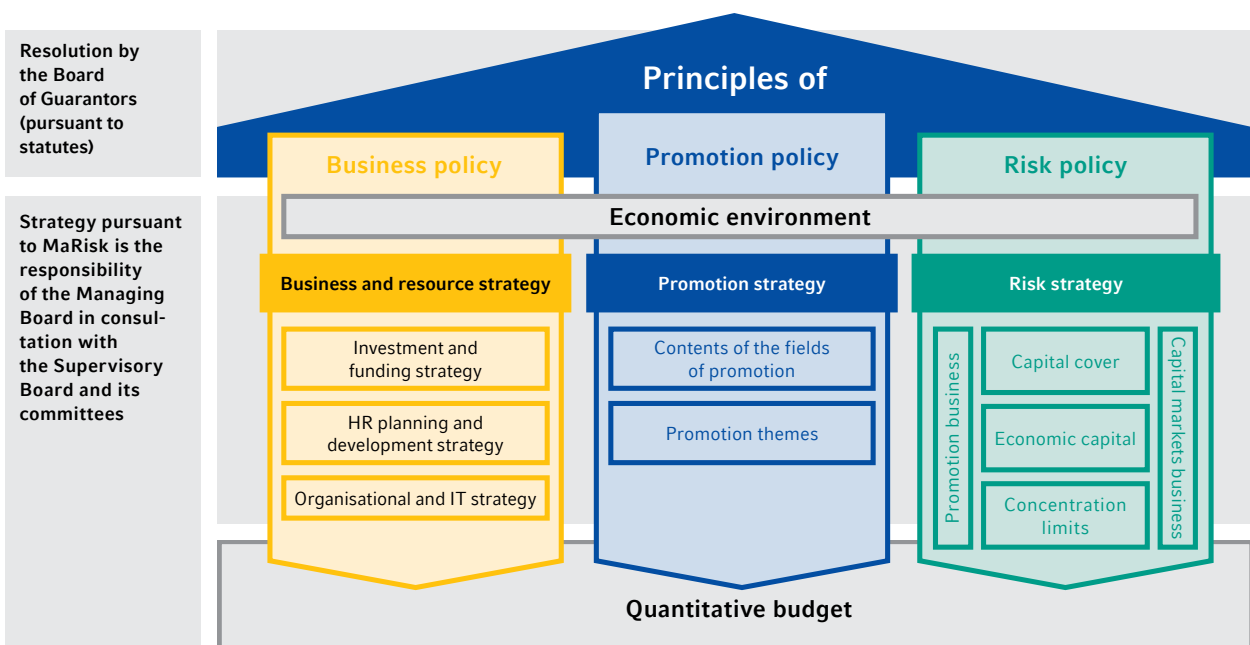 Resolution by
the Board
of Guarantors
(pursuant to
statutes)
Principles of
Business policy
Promotion policy
Risk policy
Strategy pursuant
to MaRisk is the
responsibility
of the Managing
Board in consul-
tation with
the Supervisory
Board and its
committees
Economic environment
Business and resource strategy
Promotion strategy
Risk strategy
Investment and
funding strategy
HR planning and
development strategy
Organisational and IT strategy
Contents of the fields
of promotion
Promotion themes
Promotion business
Capital cover
Economic capital
Concentration
limits
Capital markets business
Quantitative budget